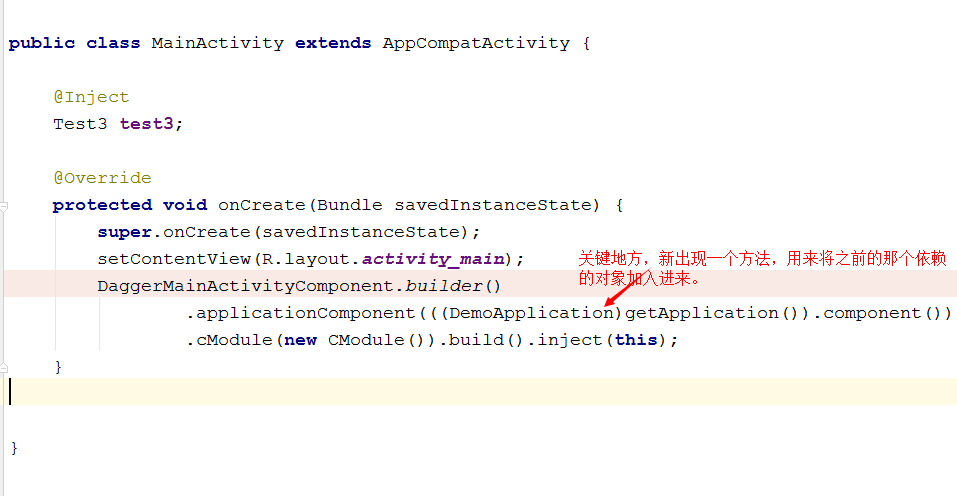 public class MainActivity extends AppCompatActivity {
@Inject
Test3 test3;
@Override
protected void onCreate(Bundle savedInstanceState) {
super.onCreate(savedInstanceState);
setContentView(R.layout.activity_main);
关键地方，新出现一个方法，用来将之前的那个依赖
的对象加入进来。
DaggerMainActivityComponent.builder()
.applicationComponent(((DemoApplication)getApplication()).component())
.cModule(new CModule()).build().inject(this);
}
}